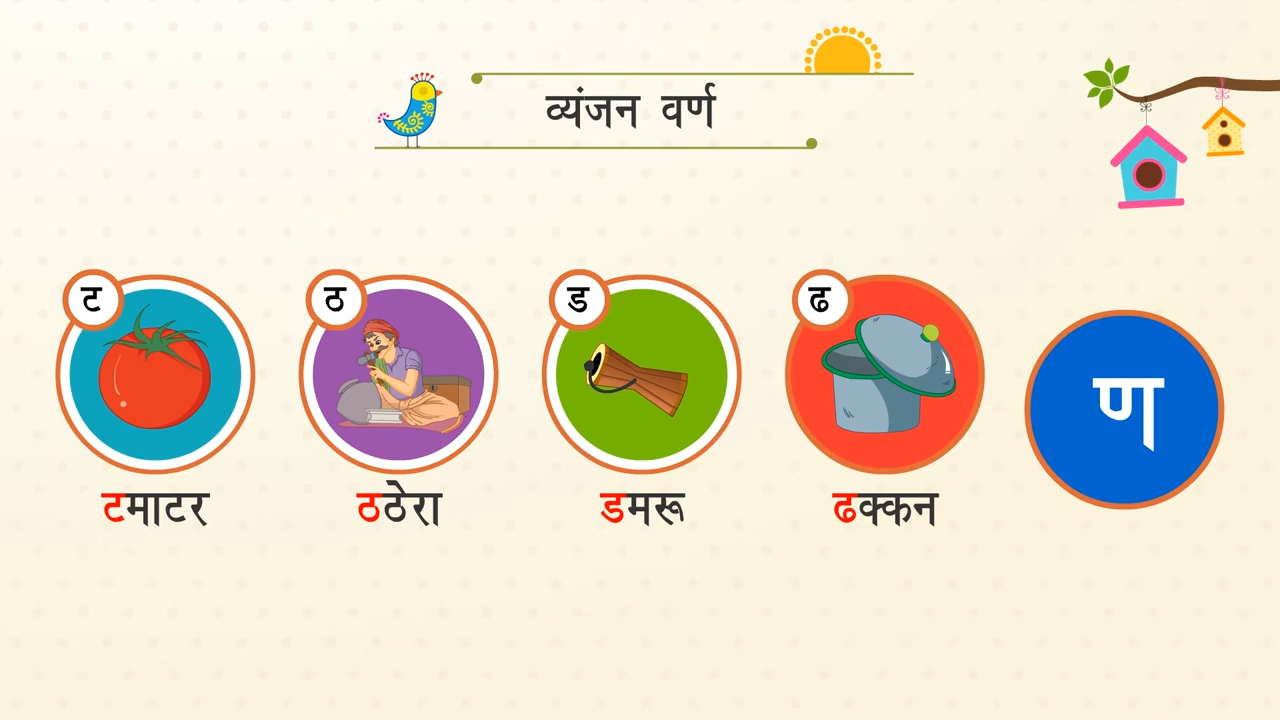 व्यंजन वर्ण
ट ठ ड ढ
ण
टमाटर ठठेरा डमरू ढक्कन